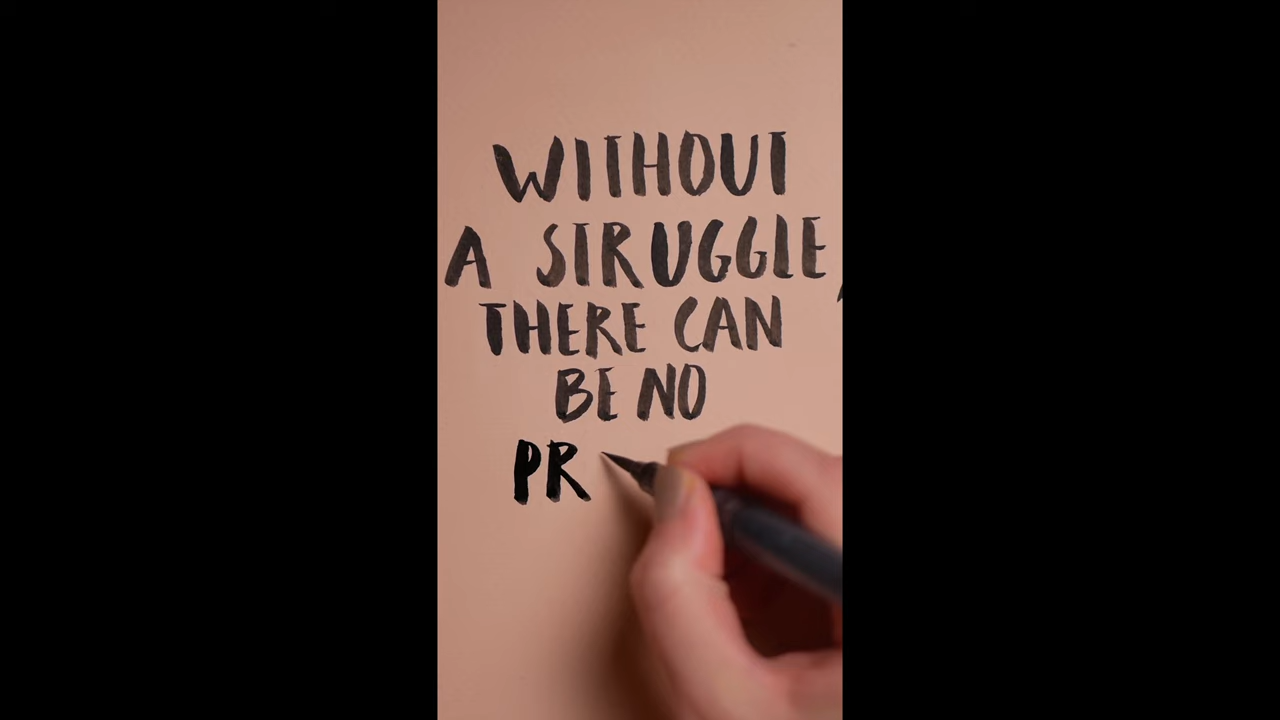 WITHOUT
A STRUGGLE,
THERE CAN
BE NO
PR